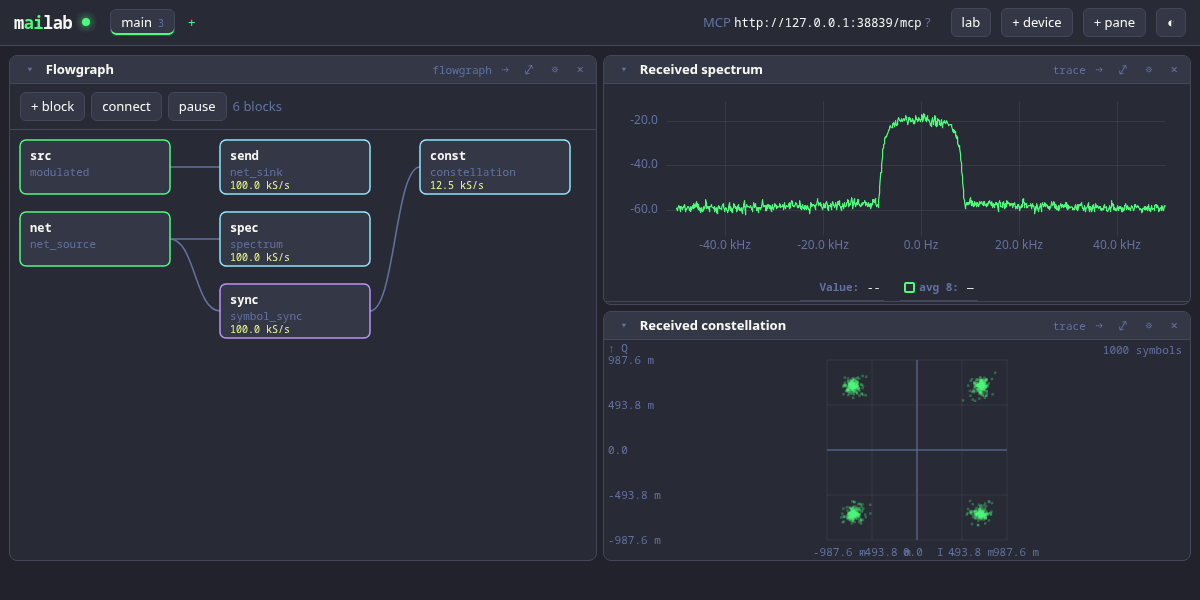 mailab
main 3 +
MCP http://127.0.0.1:38839/mcp ?
lab
+ device
+ pane
Flowgraph
flowgraph
+ block
connect
pause
6 blocks
src
modulated
send
net_sink
100.0 kS/s
const
constellation
12.5 kS/s
net
net_source
spec
spectrum
100.0 kS/s
sync
symbol_sync
100.0 kS/s
Received spectrum
trace
-20.0
-40.0
-60.0
-40.0 kHz
-20.0 kHz
0.0 Hz
20.0 kHz
40.0 kHz
Value: --
avg 8: —
Received constellation
trace
↑ Q
1000 symbols
987.6 m
493.8 m
0.0
-493.8 m
-987.6 m
-987.6 m
-493.8 m
0.0
I
493.8 m
987.6 m